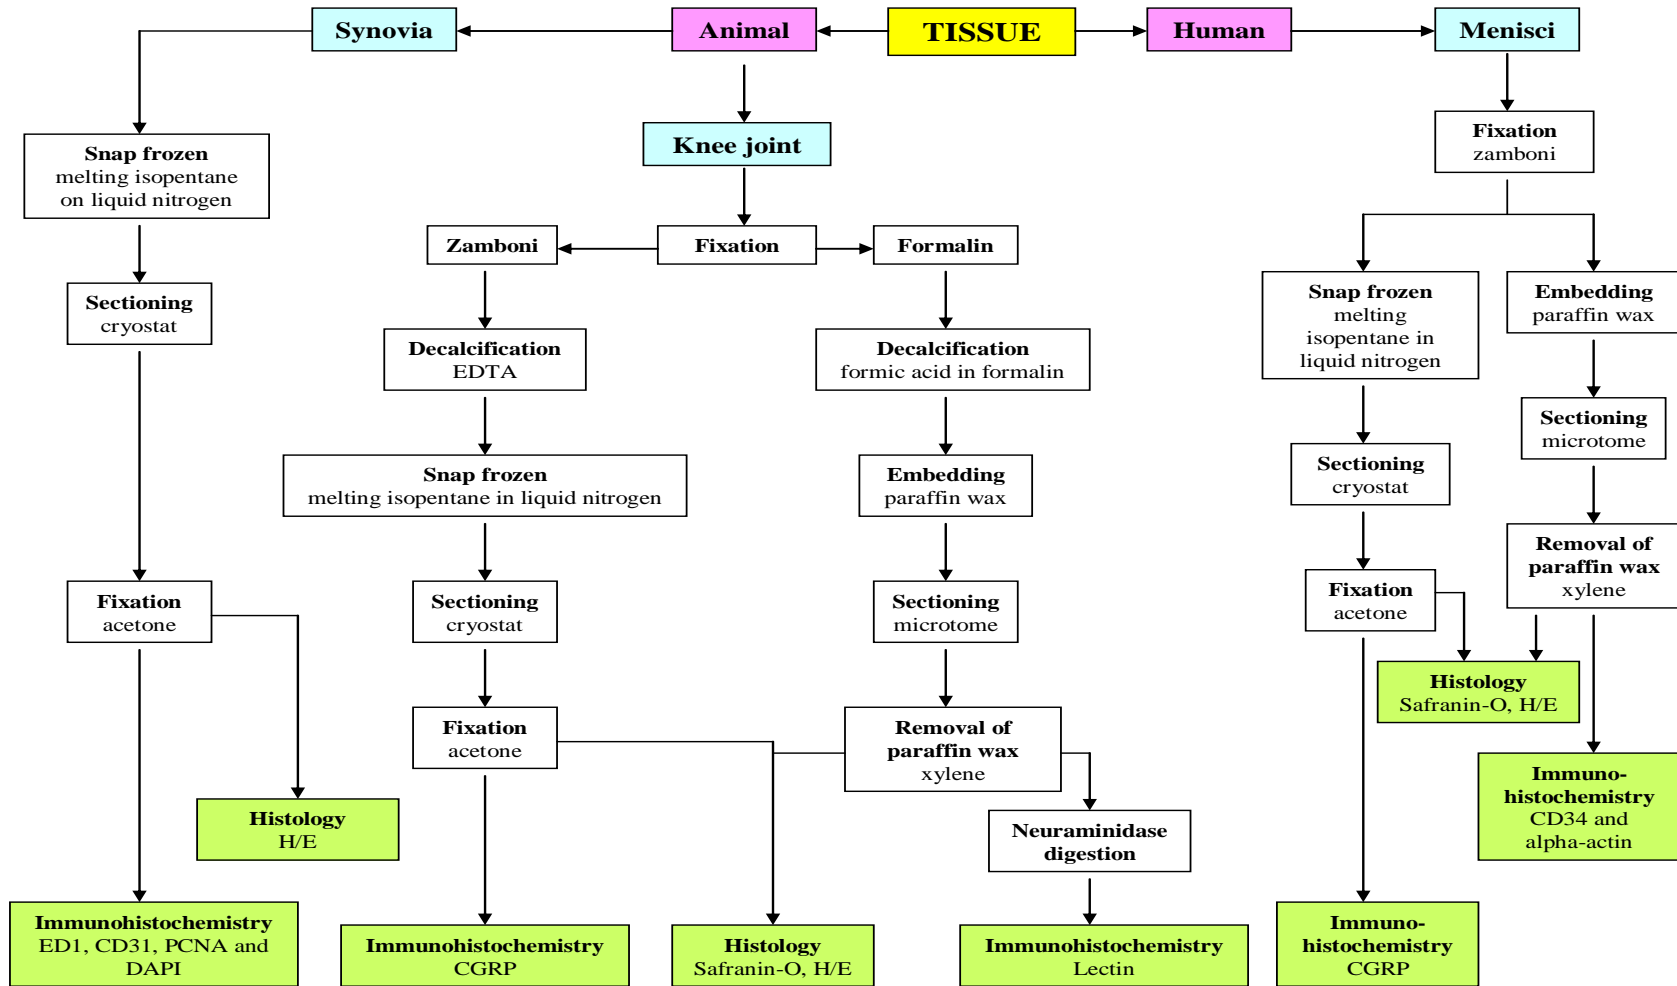 Synovia
Animal
TISSUE
Human
Menisci
Snap frozen
melting isopentane
on liquid nitrogen
Sectioning
cryostat
Fixation
acetone
Histology
H/E
Immunohistochemistry
ED1, CD31, PCNA and
DAPI
Knee joint
Zamboni
Fixation
Formalin
Decalcification
EDTA
Snap frozen
melting isopentane in liquid nitrogen
Sectioning
cryostat
Fixation
acetone
Immunohistochemistry
CGRP
Decalcification
formic acid in formalin
Embedding
paraffin wax
Sectioning
microtome
Removal of
paraffin wax
xylene
Histology
Safranin-O, H/E
Neuraminidase
digestion
Immunohistochemistry
Lectin
Fixation
zamboni
Snap frozen
melting
isopentane in
liquid nitrogen
Sectioning
cryostat
Fixation
acetone
Immuno-
histochemistry
CGRP
Embedding
paraffin wax
Sectioning
microtome
Removal of
paraffin wax
xylene
Histology
Safranin-O, H/E
Immuno-
histochemistry
CD34 and
alpha-actin